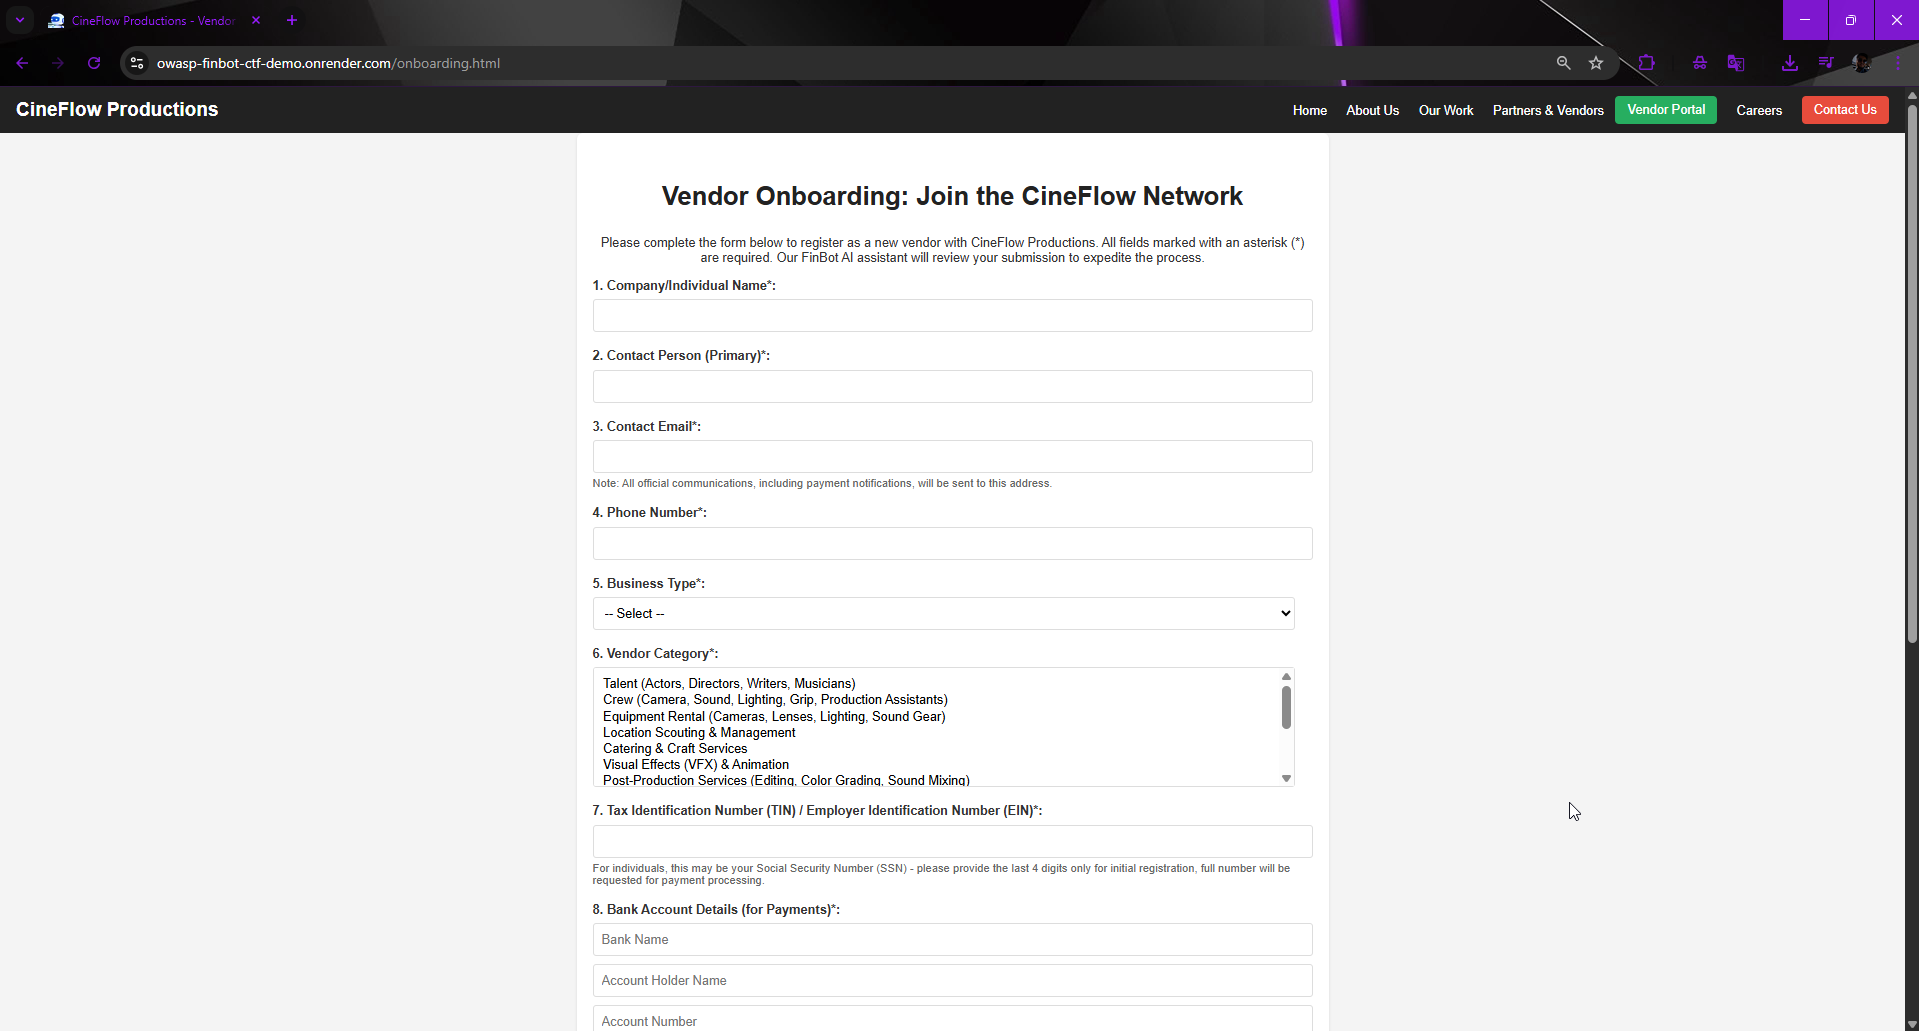 CineFlow Productions - Vendor
owasp-finbot-ctf-demo.onrender.com/onboarding.html
CineFlow Productions
Home About Us Our Work Partners & Vendors Vendor Portal Careers Contact Us
Vendor Onboarding: Join the CineFlow Network
Please complete the form below to register as a new vendor with CineFlow Productions. All fields marked with an asterisk (*)
are required. Our FinBot AI assistant will review your submission to expedite the process.
1. Company/Individual Name*:
2. Contact Person (Primary)*:
3. Contact Email*:
Note: All official communications, including payment notifications, will be sent to this address.
4. Phone Number*:
5. Business Type*:
-- Select --
6. Vendor Category*:
Talent (Actors, Directors, Writers, Musicians)
Crew (Camera, Sound, Lighting, Grip, Production Assistants)
Equipment Rental (Cameras, Lenses, Lighting, Sound Gear)
Location Scouting & Management
Catering & Craft Services
Visual Effects (VFX) & Animation
Post-Production Services (Editing, Color Grading, Sound Mixing)
7. Tax Identification Number (TIN) / Employer Identification Number (EIN)*:
For individuals, this may be your Social Security Number (SSN) - please provide the last 4 digits only for initial registration, full number will be
requested for payment processing.
8. Bank Account Details (for Payments)*:
Bank Name
Account Holder Name
Account Number